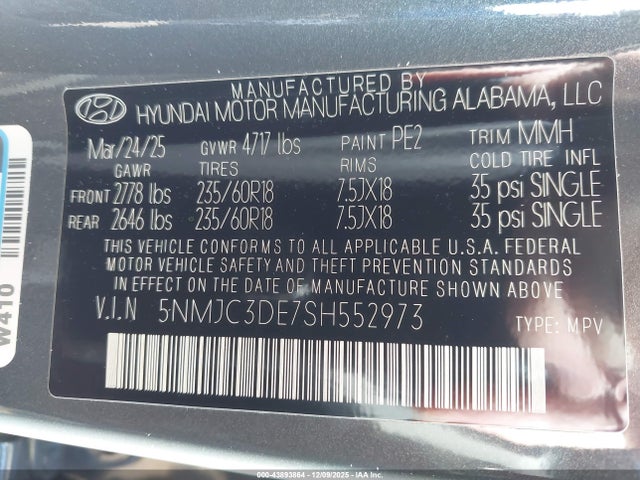 MANUFACTURED BY
HYUNDAI MOTOR MANUFACTURING ALABAMA, LLC
Mar/24/25 GVWR 4717 lbs PAINT PE2 TRIM MMH
GAWR TIRES RIMS COLD TIRE INFL
FRONT 2778 lbs 235/60R18 7.5JX18 35 psi SINGLE
REAR 2646 lbs 235/60R18 7.5JX18 35 psi SINGLE
THIS VEHICLE CONFORMS TO ALL APPLICABLE U.S.A. FEDERAL
MOTOR VEHICLE SAFETY AND THEFT PREVENTION STANDARDS
IN EFFECT ON THE DATE OF MANUFACTURE SHOWN ABOVE.
V.I.N 5NMJC3DE7SH552973 TYPE: MPV
W410
000-43893864 | 12/09/2025 - IAAI.com